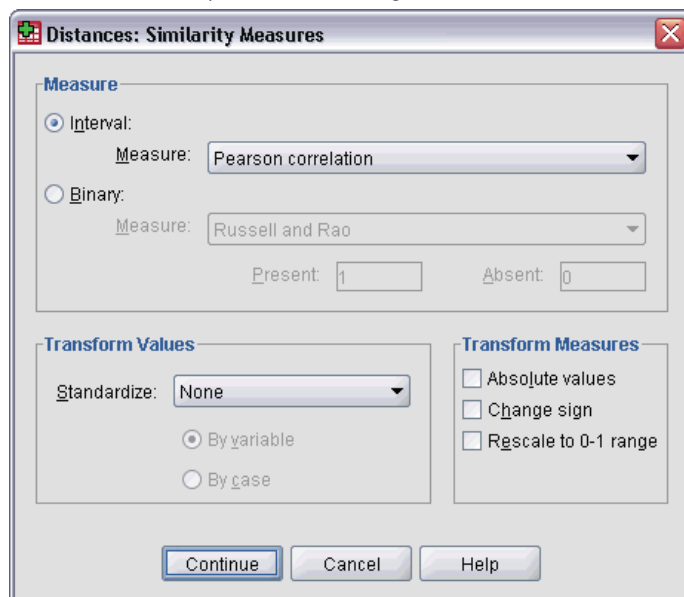 Distances: Similarity Measures
Measure
Interval:
Measure: Pearson correlation
Binary:
Measure: Russell and Rao
Present: 1 Absent: 0
Transform Values
Standardize: None
By variable
By case
Transform Measures
Absolute values
Change sign
Rescale to 0-1 range
Continue Cancel Help